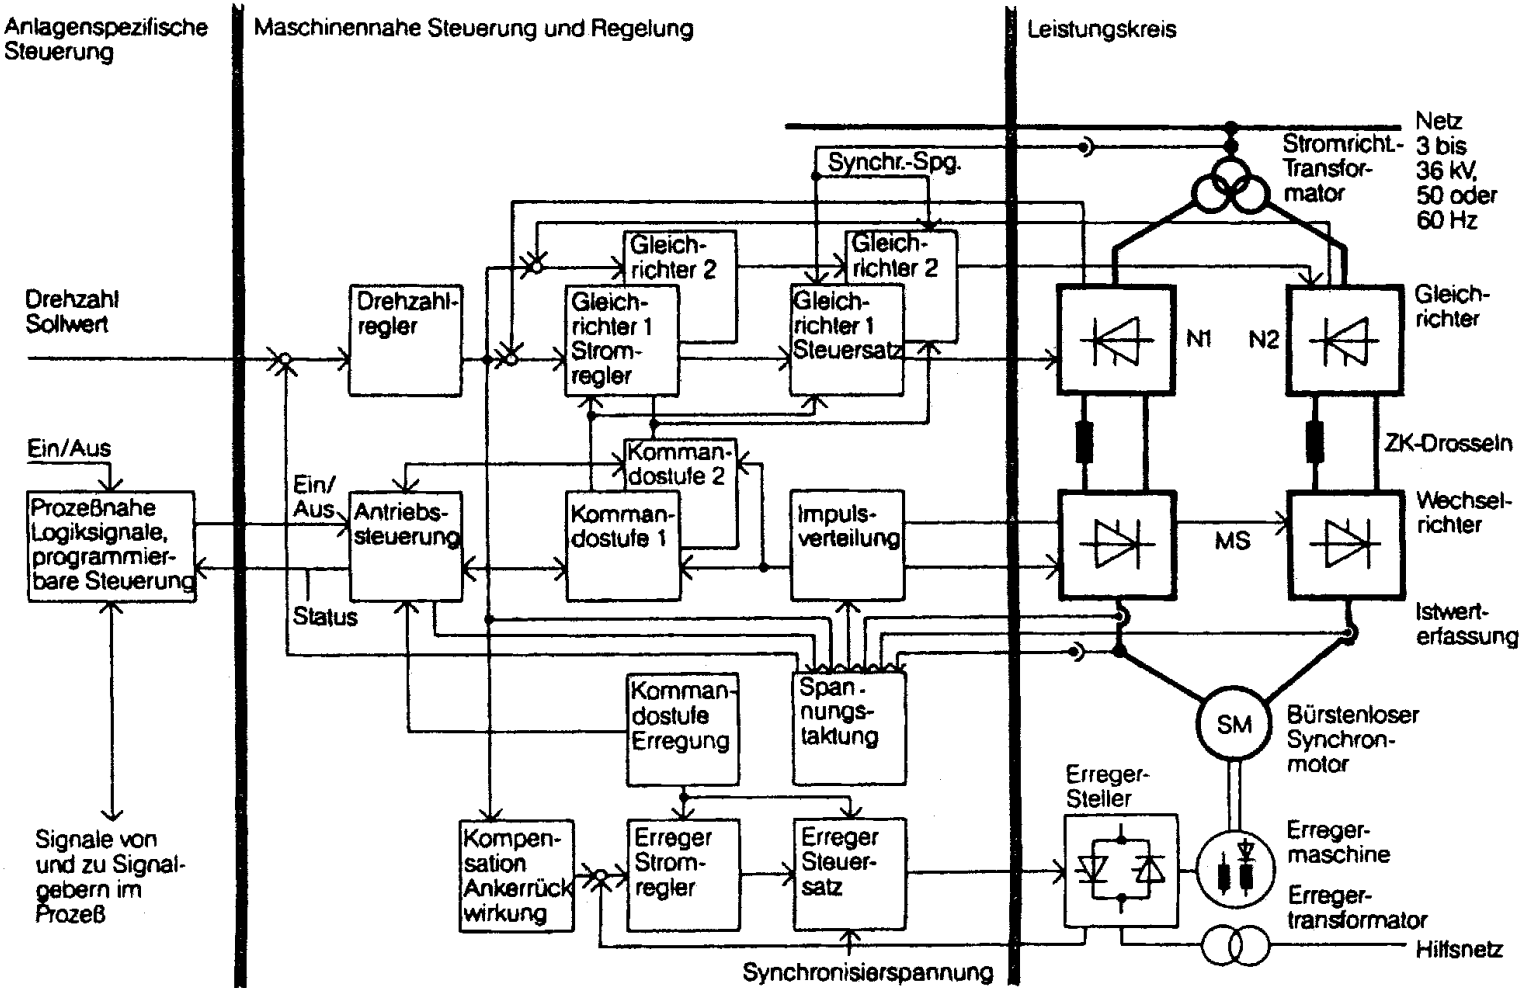 Anlagenspezifische
Steuerung
Maschinennahe Steuerung und Regelung
Leistungskreis
Netz
3 bis
36 kV,
50 oder
60 Hz
Stromricht.-
Transfor-
mator
Synchr.-Spg.
Gleich-
richter 2
Gleich-
richter 2
Drehzahl
Sollwert
Drehzahl-
regler
Gleich-
richter 1
Strom-
regler
Gleich-
richter 1
Steuersatz
N1
N2
Gleich-
richter
ZK-Drosseln
Ein/Aus
Komman-
dostufe 2
Prozeßnahe
Logiksignale,
programmier-
bare Steuerung
Ein/
Aus
Antriebs-
steuerung
Komman-
dostufe 1
Impuls-
verteilung
MS
Wechsel-
richter
Status
Istwert-
erfassung
Komman-
dostufe
Erregung
Span-
nungs-
taktung
SM
Bürstenloser
Synchron-
motor
Erreger-
Steller
Signale von
und zu Signal-
gebern im
Prozeß
Kompen-
sation
Ankerrück
wirkung
Erreger
Strom-
regler
Erreger
Steuer-
satz
Erreger-
maschine
Erreger-
transformator
Hilfsnetz
Synchronisierspannung